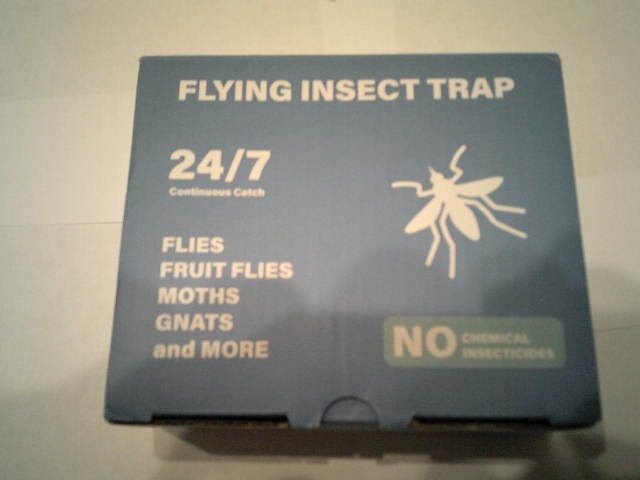 FLYING INSECT TRAP
24/7
Continuous Catch
FLIES
FRUIT FLIES
MOTHS
GNATS
and MORE
NO CHEMICAL
INSECTICIDES